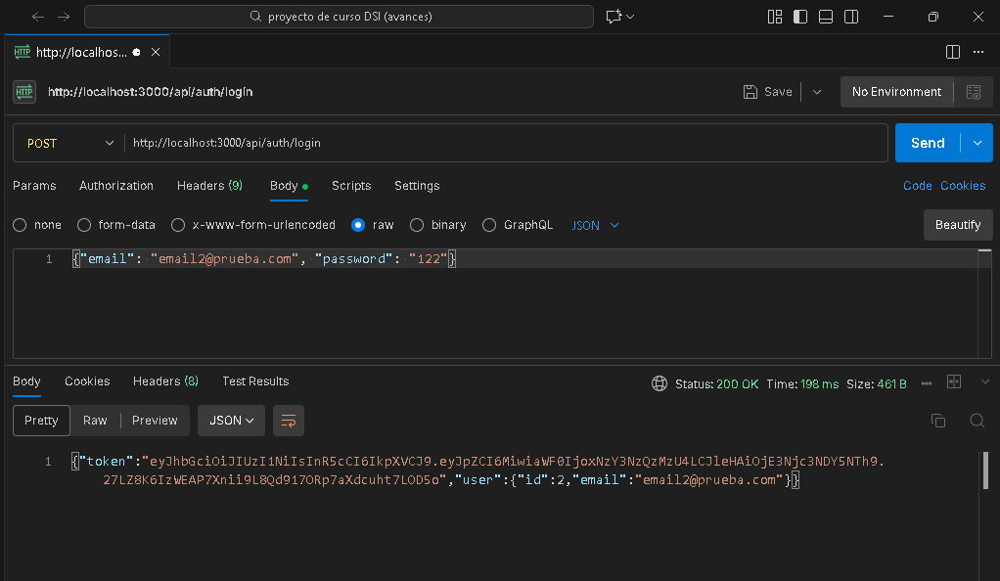 proyecto de curso DSI (avances)
HTTP http://localhos...
HTTP http://localhost:3000/api/auth/login Save No Environment
POST http://localhost:3000/api/auth/login Send
Params Authorization Headers (9) Body Scripts Settings Code Cookies
none form-data x-www-form-urlencoded raw binary GraphQL JSON Beautify
1 {"email": "email2@prueba.com", "password": "122"}
Body Cookies Headers (8) Test Results Status: 200 OK Time: 198 ms Size: 461 B
Pretty Raw Preview JSON
1 {"token":"eyJhbGciOiJIUzI1NiIsInR5cCI6IkpXVCJ9.eyJpZCI6MiwiaWF0IjoxNzY3NzQzMzU4LCJleHAiOjE3Njc3NDY5NTh9.
27LZ8K6IzWEAP7Xnii9L8Qd917ORp7aXdcuht7LOD5o","user":{"id":2,"email":"email2@prueba.com"}}